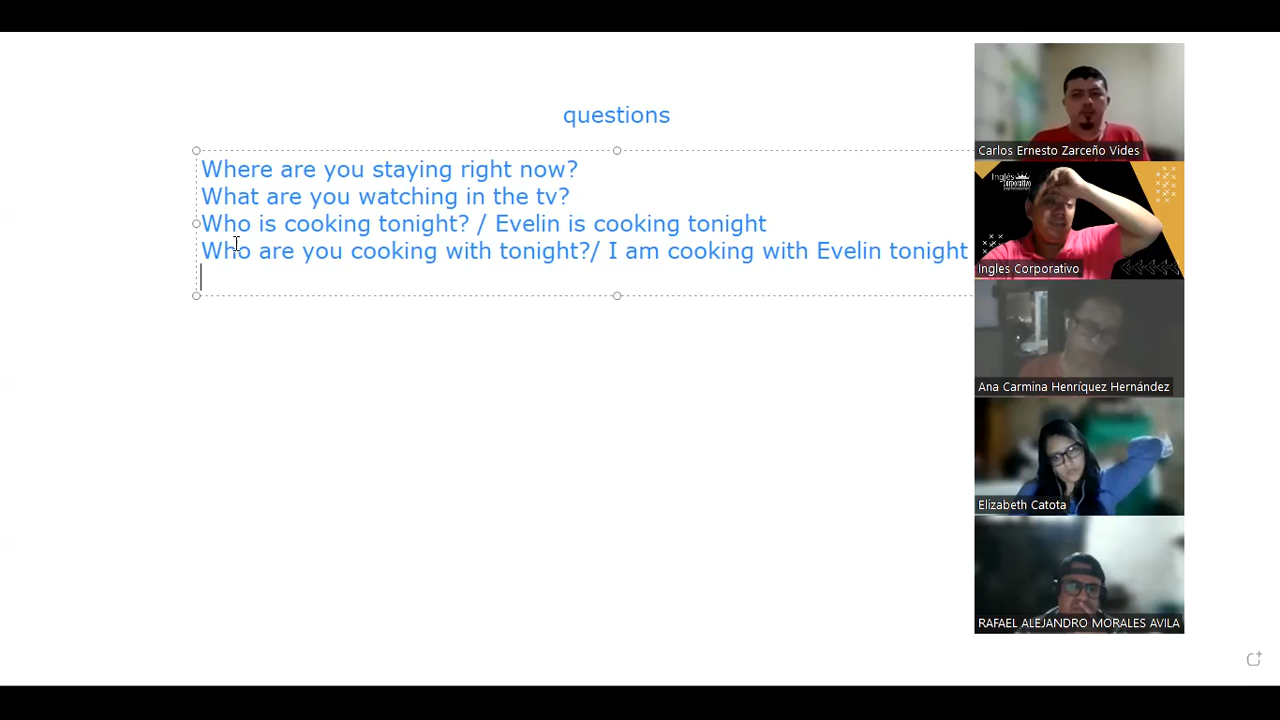 questions
Where are you staying right now?
What are you watching in the tv?
Who is cooking tonight? / Evelin is cooking tonight
Who are you cooking with tonight?/ I am cooking with Evelin tonight
Carlos Ernesto Zarceño Vides
Inglés
Corporativo
Ingles Corporativo
Ana Carmina Henríquez Hernández
Elizabeth Catota
RAFAEL ALEJANDRO MORALES AVILA